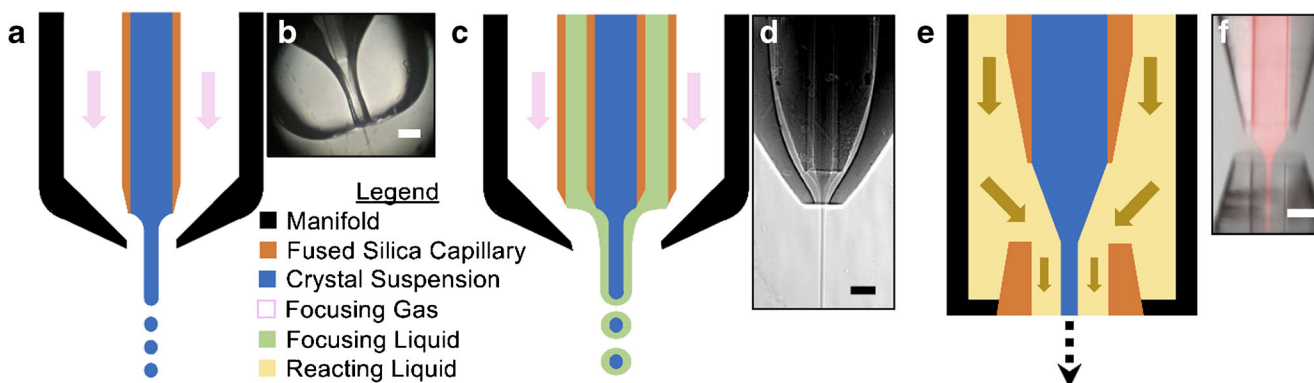 a
b
c
d
e
f
Legend
Manifold
Fused Silica Capillary
Crystal Suspension
Focusing Gas
Focusing Liquid
Reacting Liquid